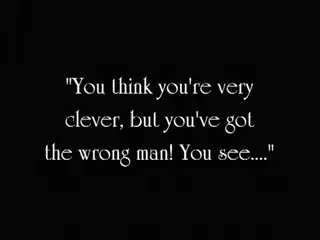 "You think you're very
clever, but you've got
the wrong man! You see...."